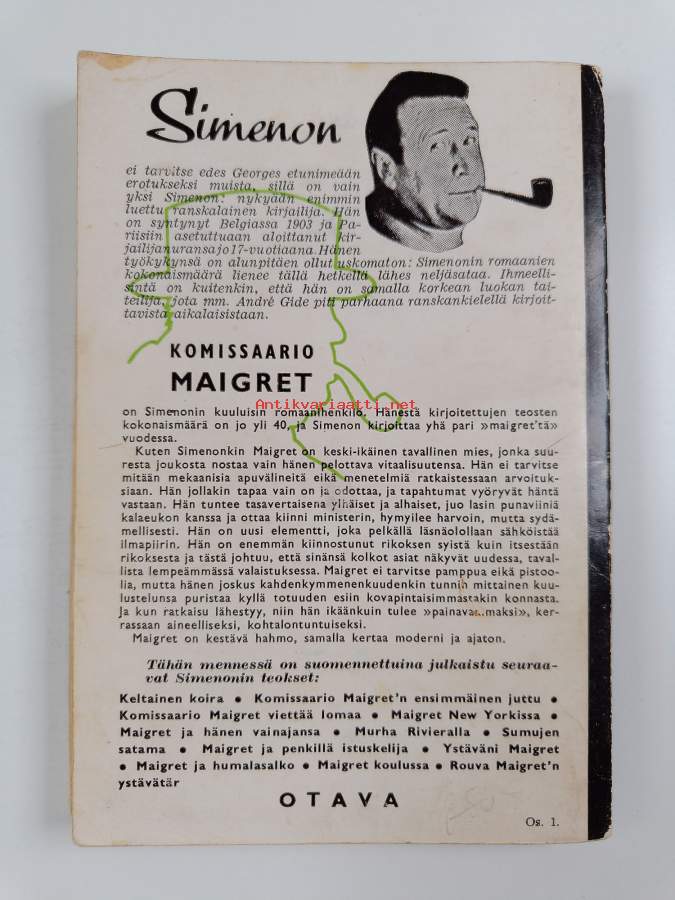 Simenon
ei tarvitse edes Georges etunimeään
erotukseksi muista, sillä on vain
yksi Simenon: nykyään enimmin
luettu ranskalainen kirjailija. Hän
on syntynyt Belgiassa 1903 ja Pa-
riisiin asetuttuaan aloittanut kir-
jailijanuransa jo 17-vuotiaana. Hänen
työkykynsä on alunpitäen ollut uskomaton: Simenonin romaanien
kokonaismäärä lienee tällä hetkellä lähes neljäsataa. Ihmeelli-
sintä on kuitenkin, että hän on samalla korkean luokan tai-
teilija, jota mm. André Gide piti parhaana ranskankielellä kirjoit-
tavista aikalaisistaan.
KOMISSAARIO
MAIGRET
Antikvariaatti.net
on Simenonin kuuluisin romaanihenkilö. Hänestä kirjoitettujen teosten
kokonaismäärä on jo yli 40, ja Simenon kirjoittaa yhä pari »maigret'tä»
vuodessa.
Kuten Simenonkin Maigret on keski-ikäinen tavallinen mies, jonka suu-
resta joukosta nostaa vain hänen pelottava vitaalisuutensa. Hän ei tarvitse
mitään mekaanisia apuvälineitä eikä menetelmiä ratkaistessaan arvoituk-
siaan. Hän jollakin tapaa vain on ja odottaa, ja tapahtumat vyöryvät häntä
vastaan. Hän tuntee tasavertaisena ylhäiset ja alhaiset, juo lasin punaviiniä
kalaeukon kanssa ja ottaa kiinni ministerin, hymyilee harvoin, mutta sydä-
mellisesti. Hän on uusi elementti, joka pelkällä läsnäolollaan sähköistää
ilmapiirin. Hän on enemmän kiinnostunut rikoksen syistä kuin itsestään
rikoksesta ja tästä johtuu, että sinänsä kolkot asiat näkyvät uudessa, taval-
lista lempeämmässä valaistuksessa. Maigret ei tarvitse pamppua eikä pistoo-
lia, mutta hänen joskus kahdenkymmenenkuudenkin tunnin mittainen kuu-
lustelunsa puristaa kyllä totuuden esiin kovapintaisimmastakin konnasta.
Ja kun ratkaisu lähestyy, niin hän ikäänkuin tulee »painavammaksi», ker-
rassaan aineelliseksi, kohtalontuntuiseksi.
Maigret on kestävä hahmo, samalla kertaa moderni ja ajaton.
Tähän mennessä on suomennettuina julkaistu seuraa-
vat Simenonin teokset:
Keltainen koira • Komissaario Maigret'n ensimmäinen juttu •
Komissaario Maigret viettää lomaa • Maigret New Yorkissa •
Maigret ja hänen vainajansa • Murha Rivieralla • Sumujen
satama • Maigret ja penkillä istuskelija • Ystäväni Maigret
• Maigret ja humalasalko • Maigret koulussa • Rouva Maigret'n
ystävätär
OTAVA
Os. 1.